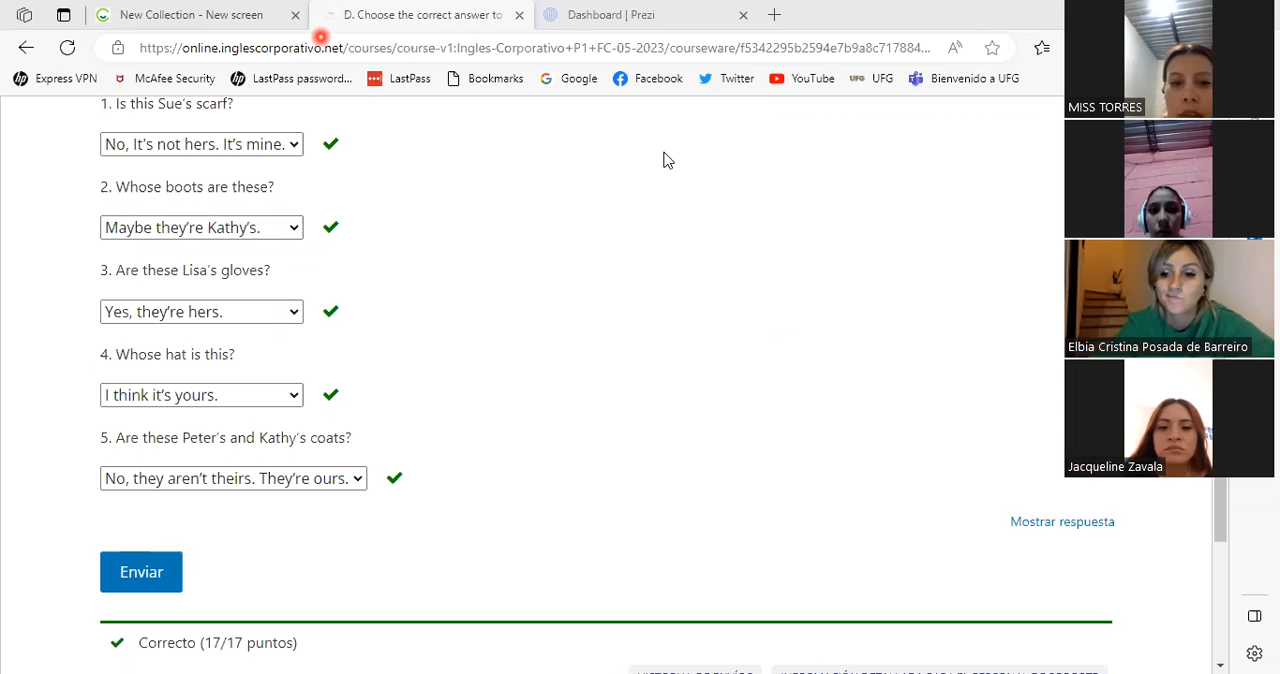 New Collection - New screen
D. Choose the correct answer to
Dashboard | Prezi
https://online.inglescorporativo.net/courses/course-v1:Ingles-Corporativo+P1+FC-05-2023/courseware/f5342295b2594e7b9a8c717884...
Express VPN
McAfee Security
LastPass password...
LastPass
Bookmarks
Google
Facebook
Twitter
YouTube
UFG
Bienvenido a UFG
1. Is this Sue's scarf?
No, It's not hers. It's mine.
2. Whose boots are these?
Maybe they're Kathy's.
3. Are these Lisa's gloves?
Yes, they're hers.
4. Whose hat is this?
I think it's yours.
5. Are these Peter's and Kathy's coats?
No, they aren't theirs. They're ours.
Mostrar respuesta
Enviar
Correcto (17/17 puntos)
MISS TORRES
Elbia Cristina Posada de Barreiro
Jacqueline Zavala